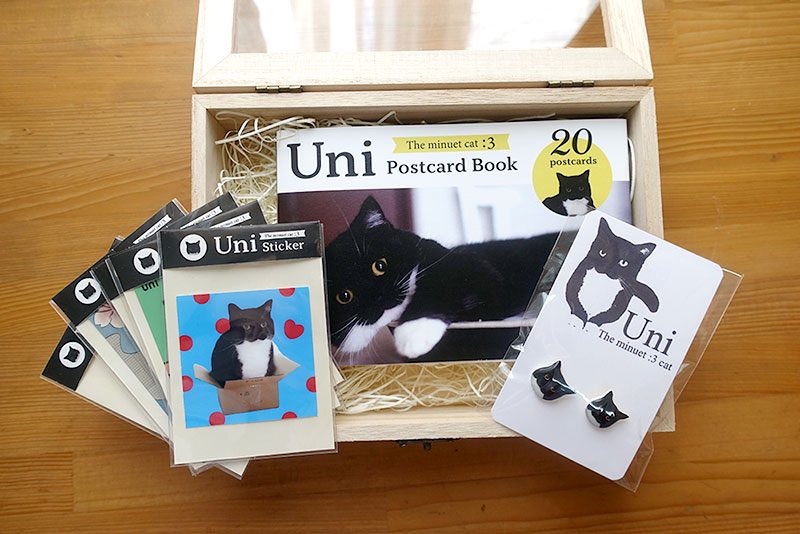 Uni
The minuet cat :3
Postcard Book
20
postcards
Uni
The minuet cat :3
Sticker
Uni
Uni
The minuet :3 cat